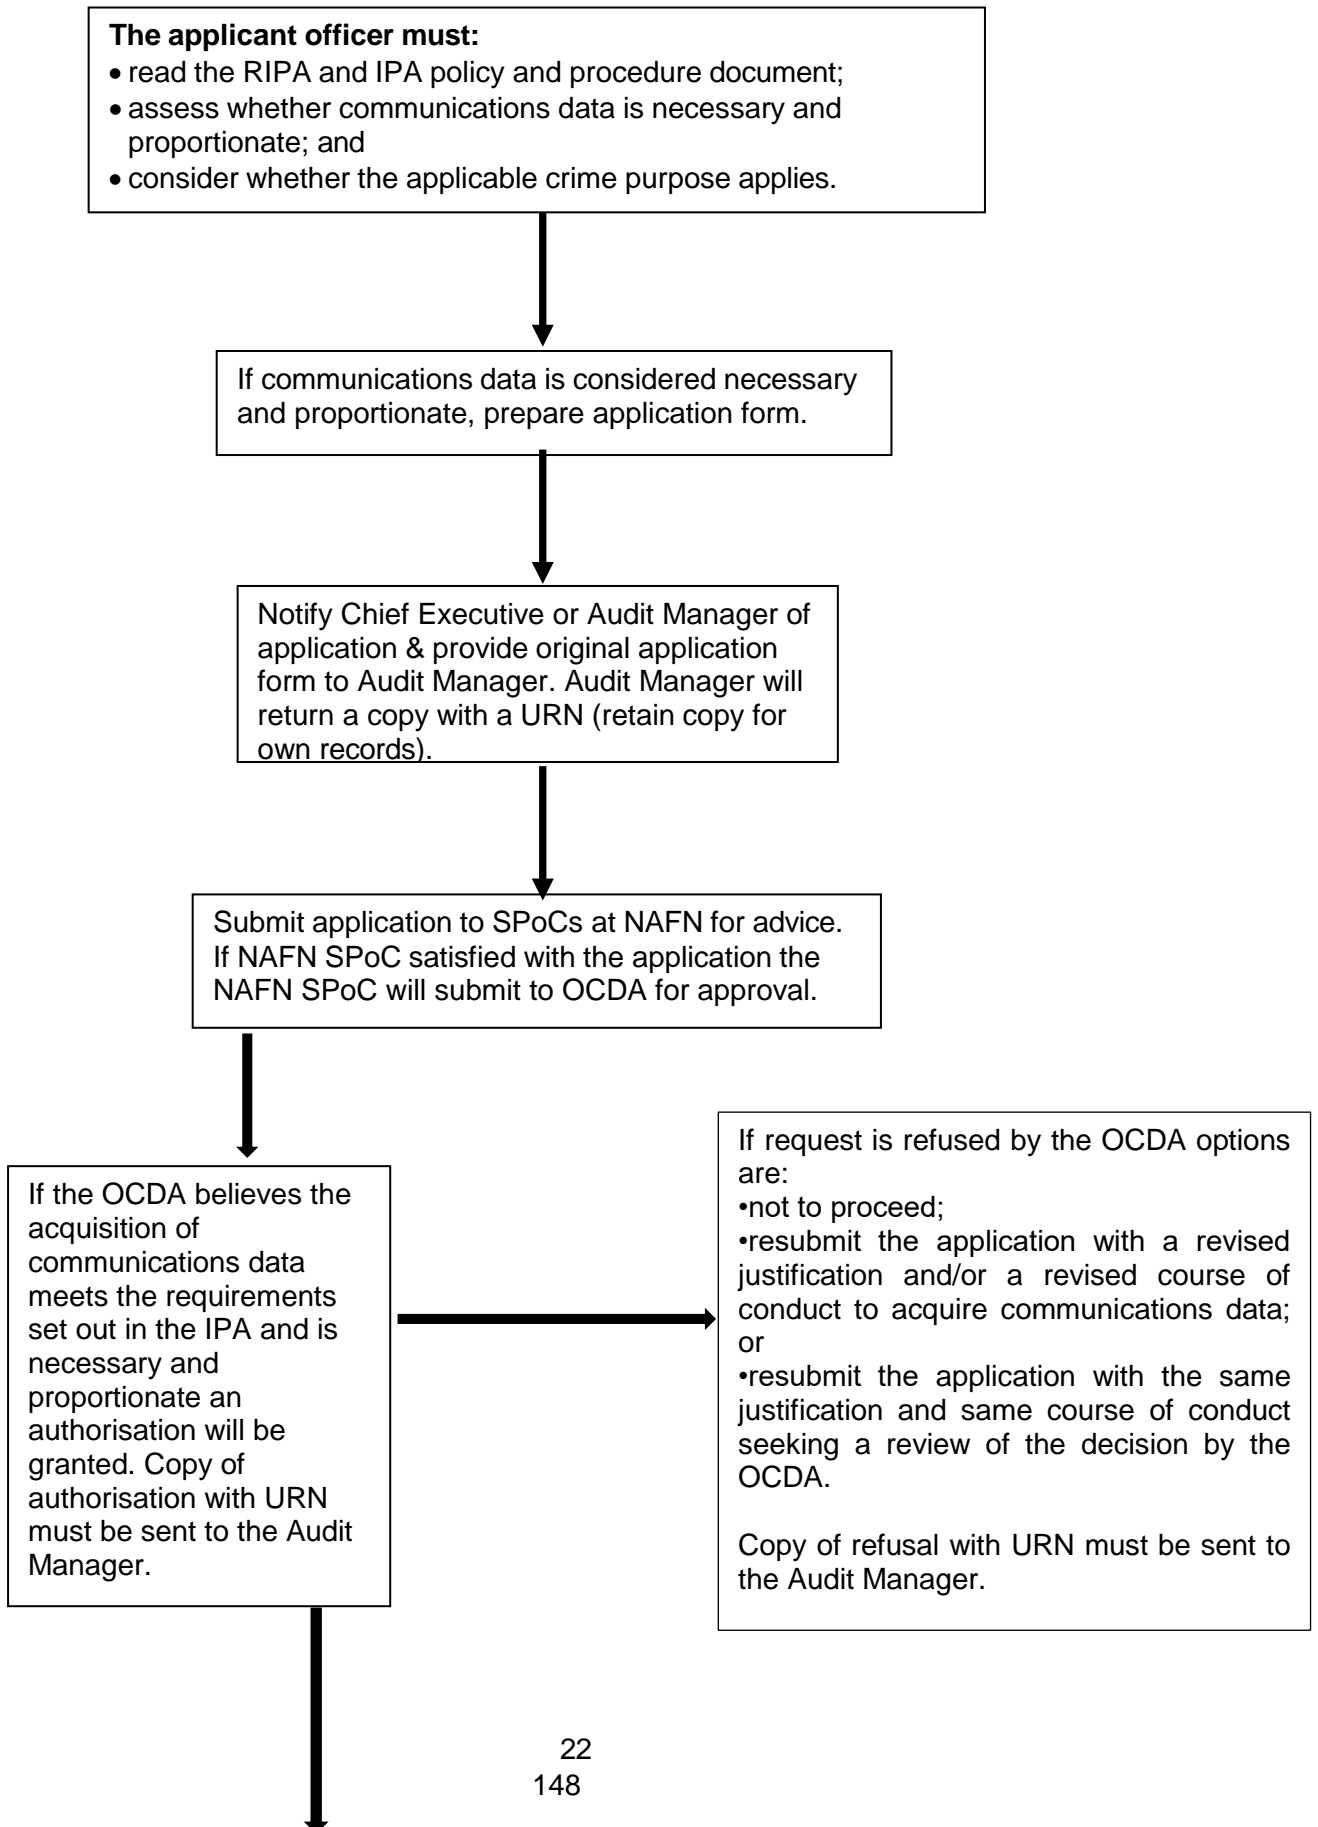 The applicant officer must:
• read the RIPA and IPA policy and procedure document;
• assess whether communications data is necessary and
proportionate; and
• consider whether the applicable crime purpose applies.
If communications data is considered necessary
and proportionate, prepare application form.
Notify Chief Executive or Audit Manager of
application & provide original application
form to Audit Manager. Audit Manager will
return a copy with a URN (retain copy for
own records).
Submit application to SPoCs at NAFN for advice.
If NAFN SPoC satisfied with the application the
NAFN SPoC will submit to OCDA for approval.
If the OCDA believes the
acquisition of
communications data
meets the requirements
set out in the IPA and is
necessary and
proportionate an
authorisation will be
granted. Copy of
authorisation with URN
must be sent to the Audit
Manager.
If request is refused by the OCDA options
are:
•not to proceed;
•resubmit the application with a revised
justification and/or a revised course of
conduct to acquire communications data;
or
•resubmit the application with the same
justification and same course of conduct
seeking a review of the decision by the
OCDA.
Copy of refusal with URN must be sent to
the Audit Manager.
22
148